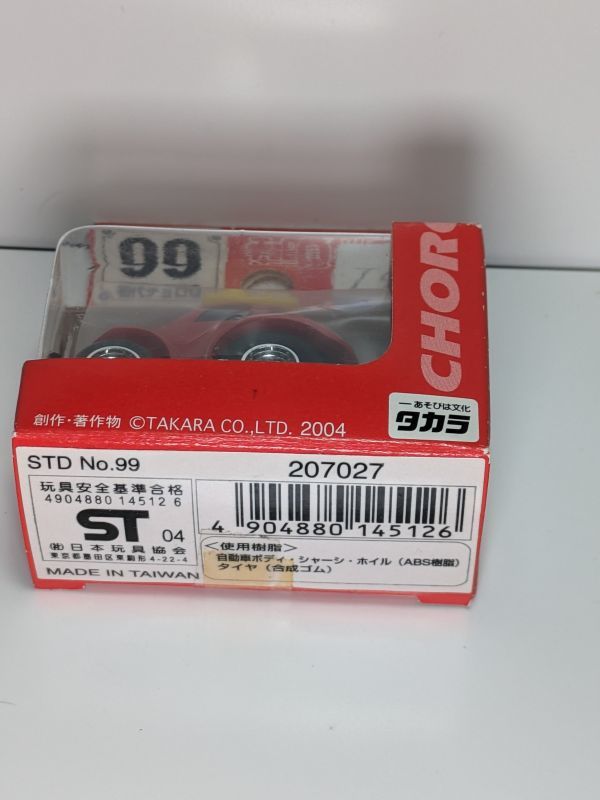 99
CHORO
創作・著作物 ©TAKARA CO.,LTD. 2004
―あそびは文化
タカラ
STD No.99
207027
玩具安全基準合格
4904880 14512 6
ST 04
㈳日本玩具協会
東京都墨田区東駒形4-22-4
MADE IN TAIWAN
4 904880 145126
<使用樹脂>
自動車ボディ・シャーシ・ホイル（ABS樹脂）
タイヤ（合成ゴム）